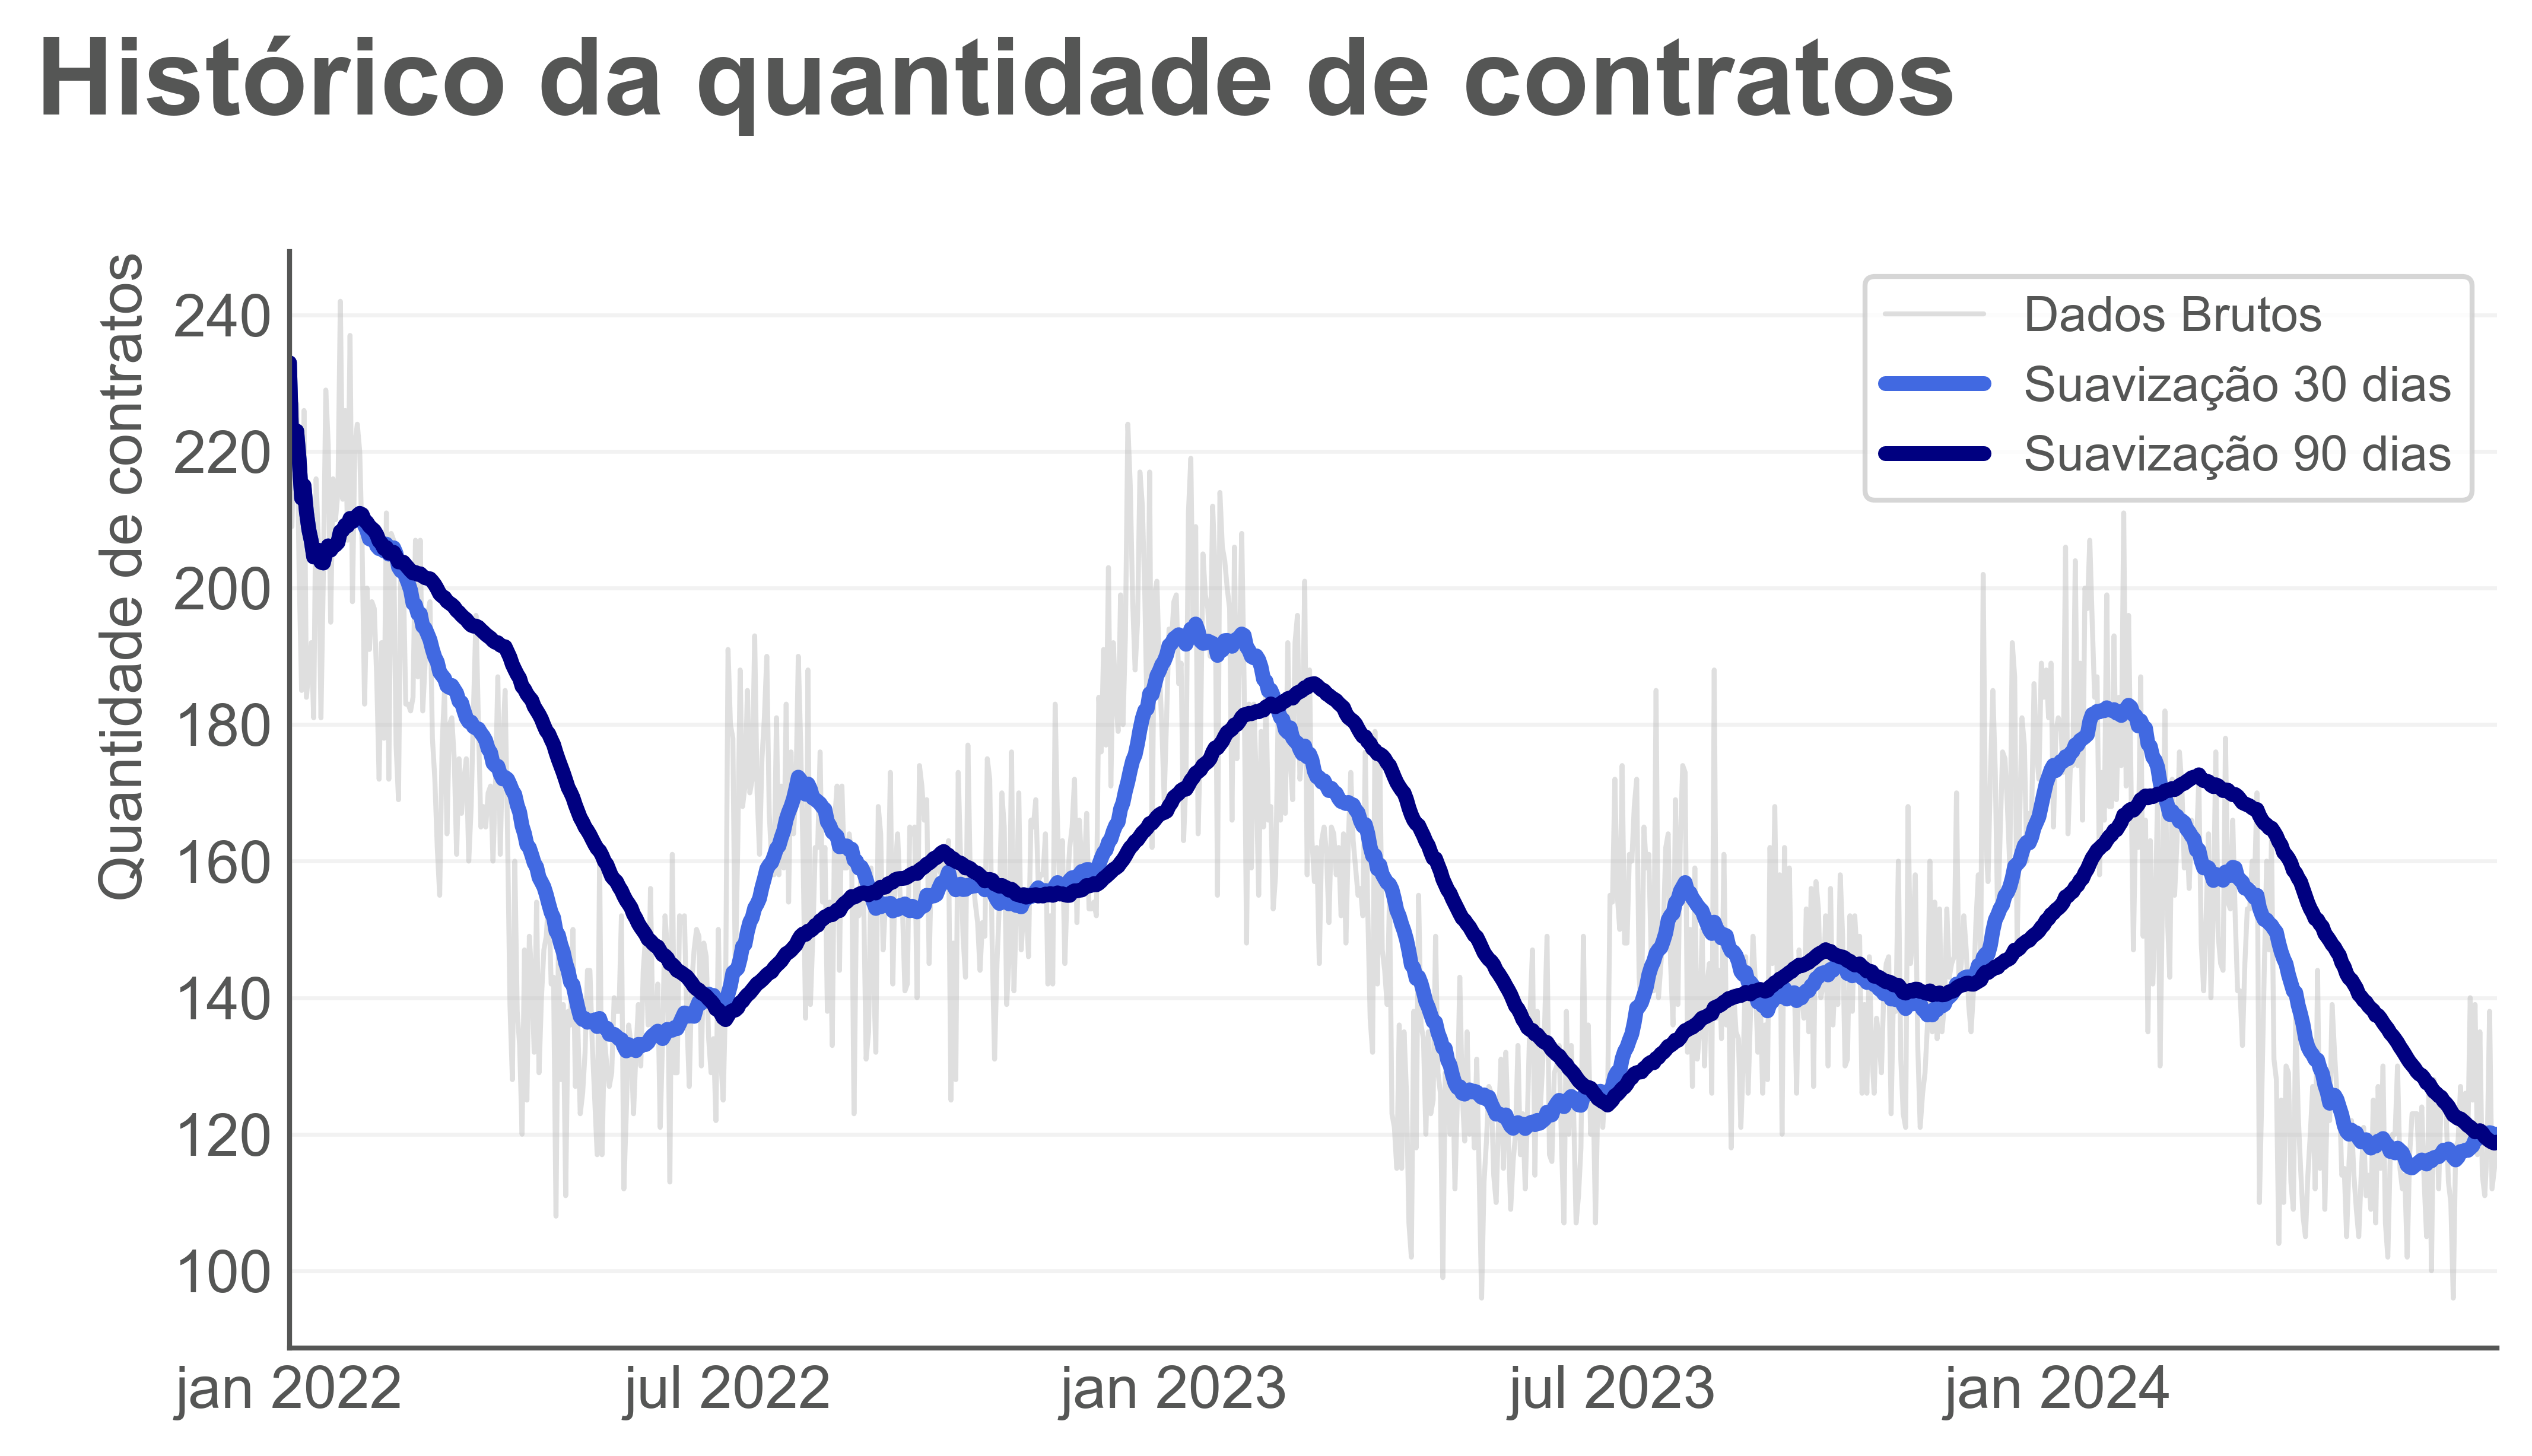 Histórico da quantidade de contratos
Quantidade de contratos
240
220
200
180
160
140
120
100
Dados Brutos
Suavização 30 dias
Suavização 90 dias
jan 2022
jul 2022
jan 2023
jul 2023
jan 2024